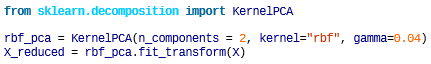 from sklearn.decomposition import KernelPCA
rbf_pca = KernelPCA(n_components = 2, kernel="rbf", gamma=0.04)
X_reduced = rbf_pca.fit_transform(X)